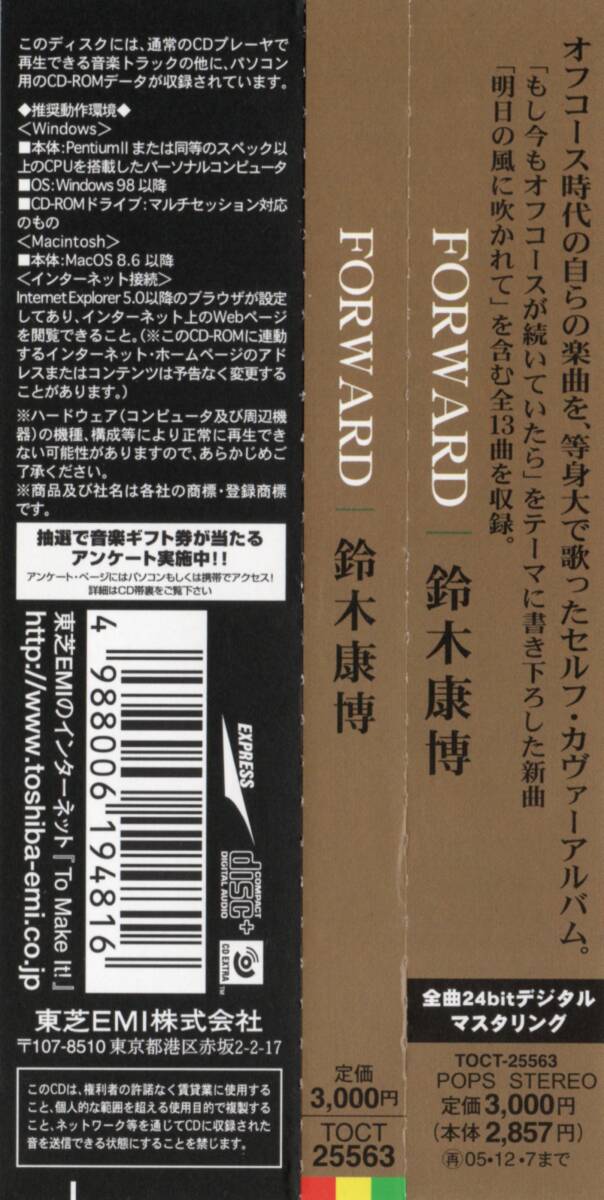 このディスクには、通常のCDプレーヤで
再生できる音楽トラックの他に、パソコン
用のCD-ROMデータが収録されています。
◆推奨動作環境◆
＜Windows＞
■本体：PentiumⅡまたは同等のスペック以
上のCPUを搭載したパーソナルコンピュータ
■OS：Windows 98 以降
■CD-ROMドライブ：マルチセッション対応
のもの
＜Macintosh＞
■本体：MacOS 8.6 以降
＜インターネット接続＞
Internet Explorer 5.0以降のブラウザが設定
してあり、インターネット上のWebページ
を閲覧できること。（※このCD-ROMに連動
するインターネット・ホームページのアド
レスまたはコンテンツは予告なく変更する
ことがあります。）
※ハードウェア（コンピュータ及び周辺機
器）の機種、構成等により正常に再生でき
ない可能性がありますので、あらかじめご
了承ください。
※商品及び社名は各社の商標・登録商標
です。
抽選で音楽ギフト券が当たる
アンケート実施中!!
アンケート・ページにはパソコンもしくは携帯でアクセス！
詳細はCD帯裏をご覧下さい
東芝EMIのインターネット『To Make It!』
http://www.toshiba-emi.co.jp
4 988006 194816
EXPRESS
COMPACT
disc+
DIGITAL AUDIO
CD EXTRA
TM
東芝EMI株式会社
〒107-8510 東京都港区赤坂2-2-17
このCDは、権利者の許諾なく賃貸業に使用する
こと、個人的な範囲を超える使用目的で複製する
こと、ネットワーク等を通じてCDに収録された
音を送信できる状態にすることを禁じます。
FORWARD｜鈴木康博
定価
3,000円
TOCT
25563
オフコース時代の自らの楽曲を、等身大で歌ったセルフ・カヴァーアルバム。
「もし今もオフコースが続いていたら」をテーマに書き下ろした新曲
「明日の風に吹かれて」を含む全13曲を収録。
FORWARD｜鈴木康博
全曲24bitデジタル
マスタリング
TOCT-25563
POPS STEREO
定価3,000円
（本体 2,857円）
㋹05・12・7まで